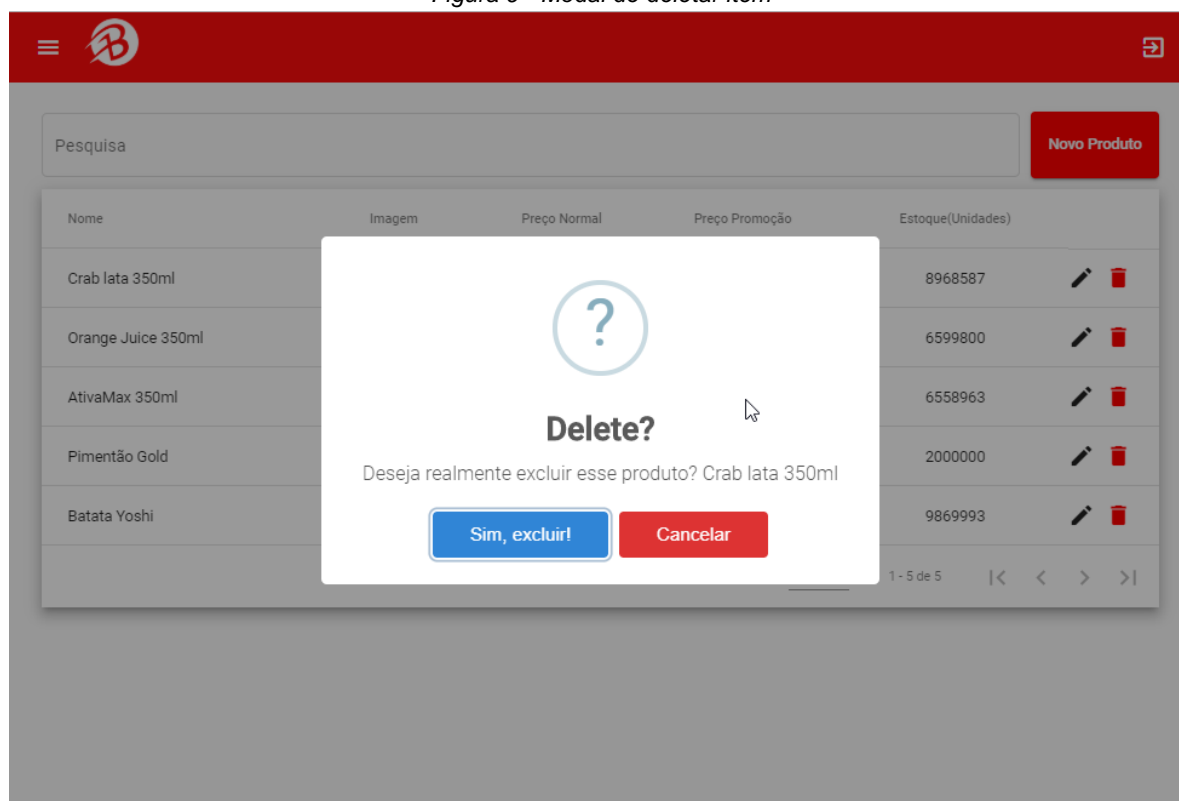 Pesquisa
Novo Produto
Nome Imagem Preço Normal Preço Promoção Estoque(Unidades)
Crab lata 350ml 8968587
Orange Juice 350ml 6599800
AtivaMax 350ml 6558963
Pimentão Gold 2000000
Batata Yoshi 9869993
?
Delete?
Deseja realmente excluir esse produto? Crab lata 350ml
Sim, excluir!
Cancelar
1 - 5 de 5